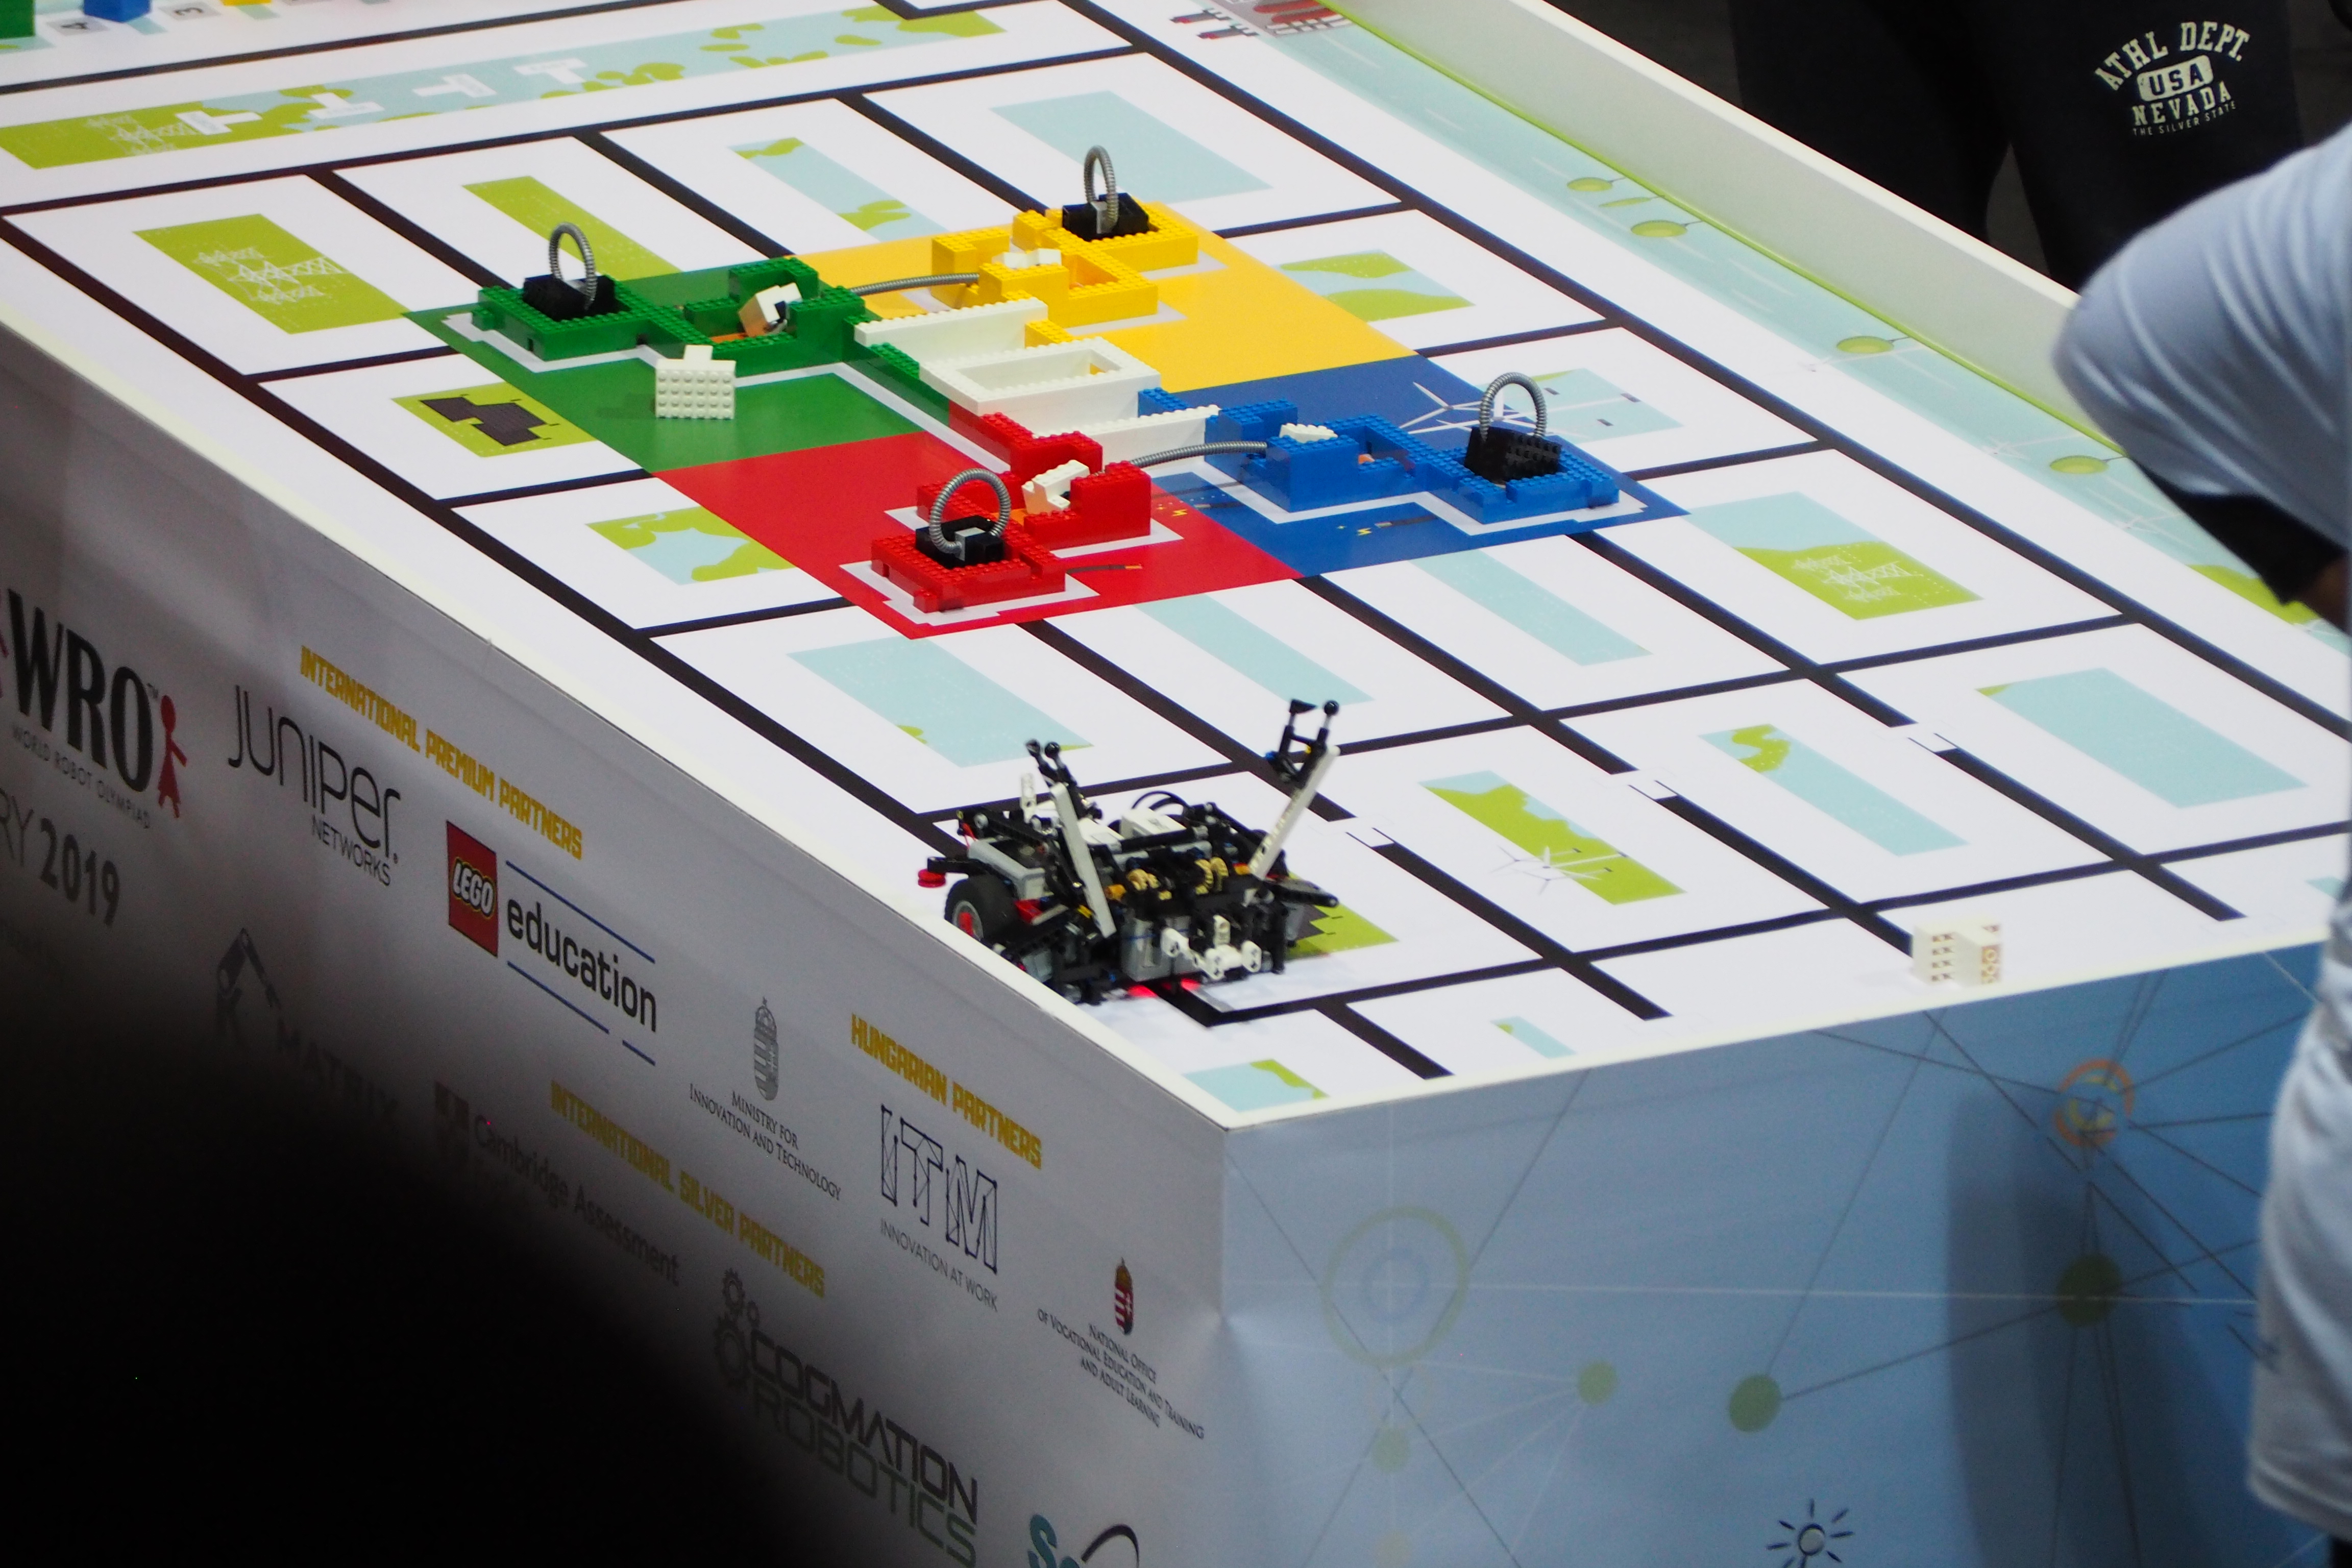 ATHL DEPT.
USA
NEVADA
THE SILVER STATE
WRO™
WORLD ROBOT OLYMPIAD
RY 2019
INTERNATIONAL PREMIUM PARTNERS
JUNIPER
NETWORKS®
LEGO
education
MATRIX
INTERNATIONAL SILVER PARTNERS
Cambridge Assessment
COGMATION
ROBOTICS
HUNGARIAN PARTNERS
MINISTRY FOR
INNOVATION AND TECHNOLOGY
ITM
INNOVATION AT WORK
NATIONAL OFFICE
OF VOCATIONAL EDUCATION AND TRAINING
AND ADULT LEARNING